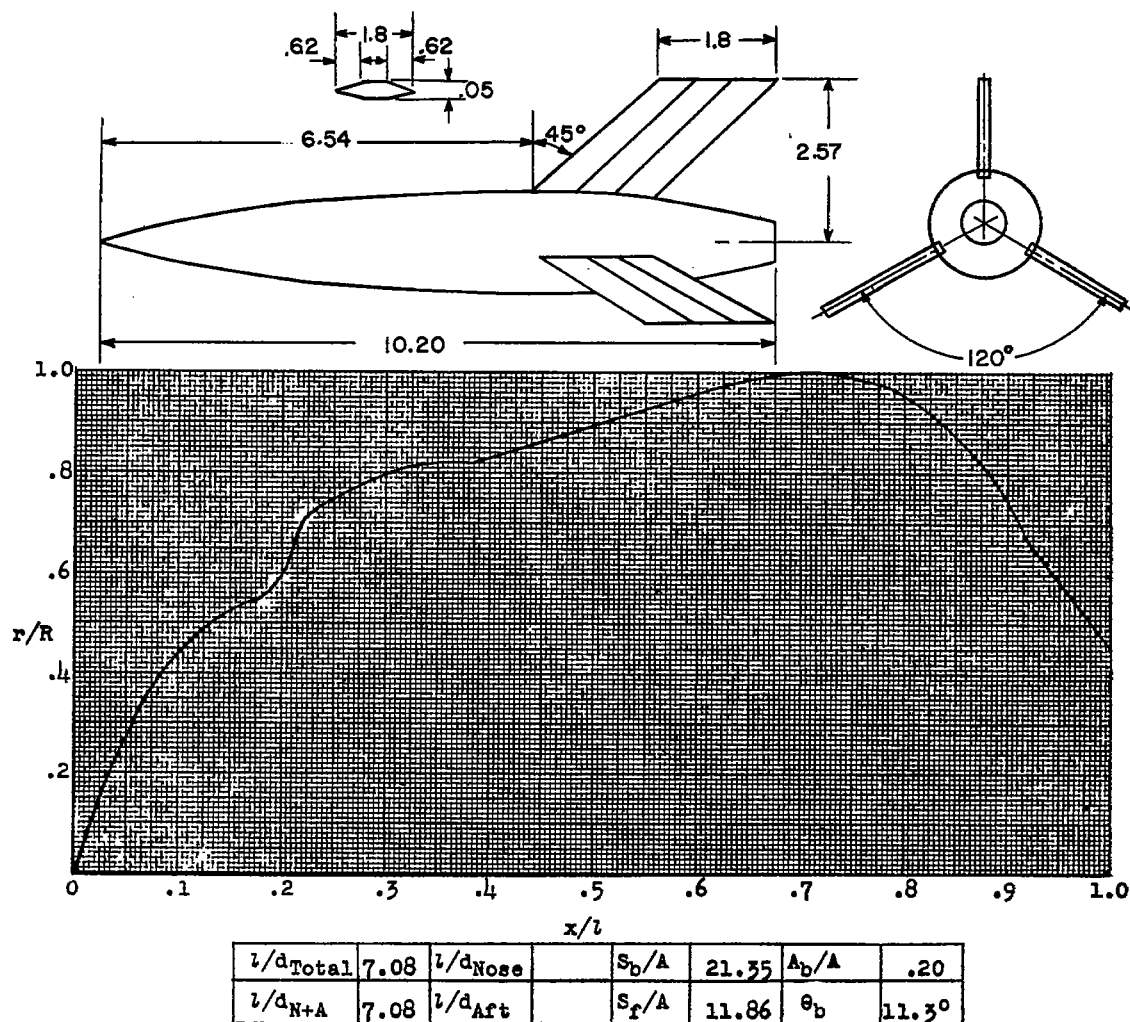 1.8
.62 .62
.05
1.8
6.54
45°
2.57
10.20
120°
1.0
.8
.6
r/R
.4
.2
0 .1 .2 .3 .4 .5 .6 .7 .8 .9 1.0
x/l
l/dTotal 7.08 l/dNose Sb/A 21.35 Ab/A .20
l/dN+A 7.08 l/dAft Sf/A 11.86 θb 11.3°